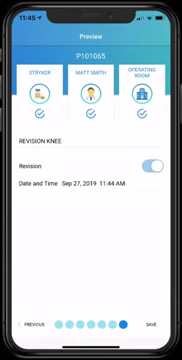 11:45
Preview
P101065
STRYKER MATT SMITH OPERATING ROOM
REVISION KNEE
Revision
Date and Time Sep 27, 2019 11:44 AM
PREVIOUS SAVE